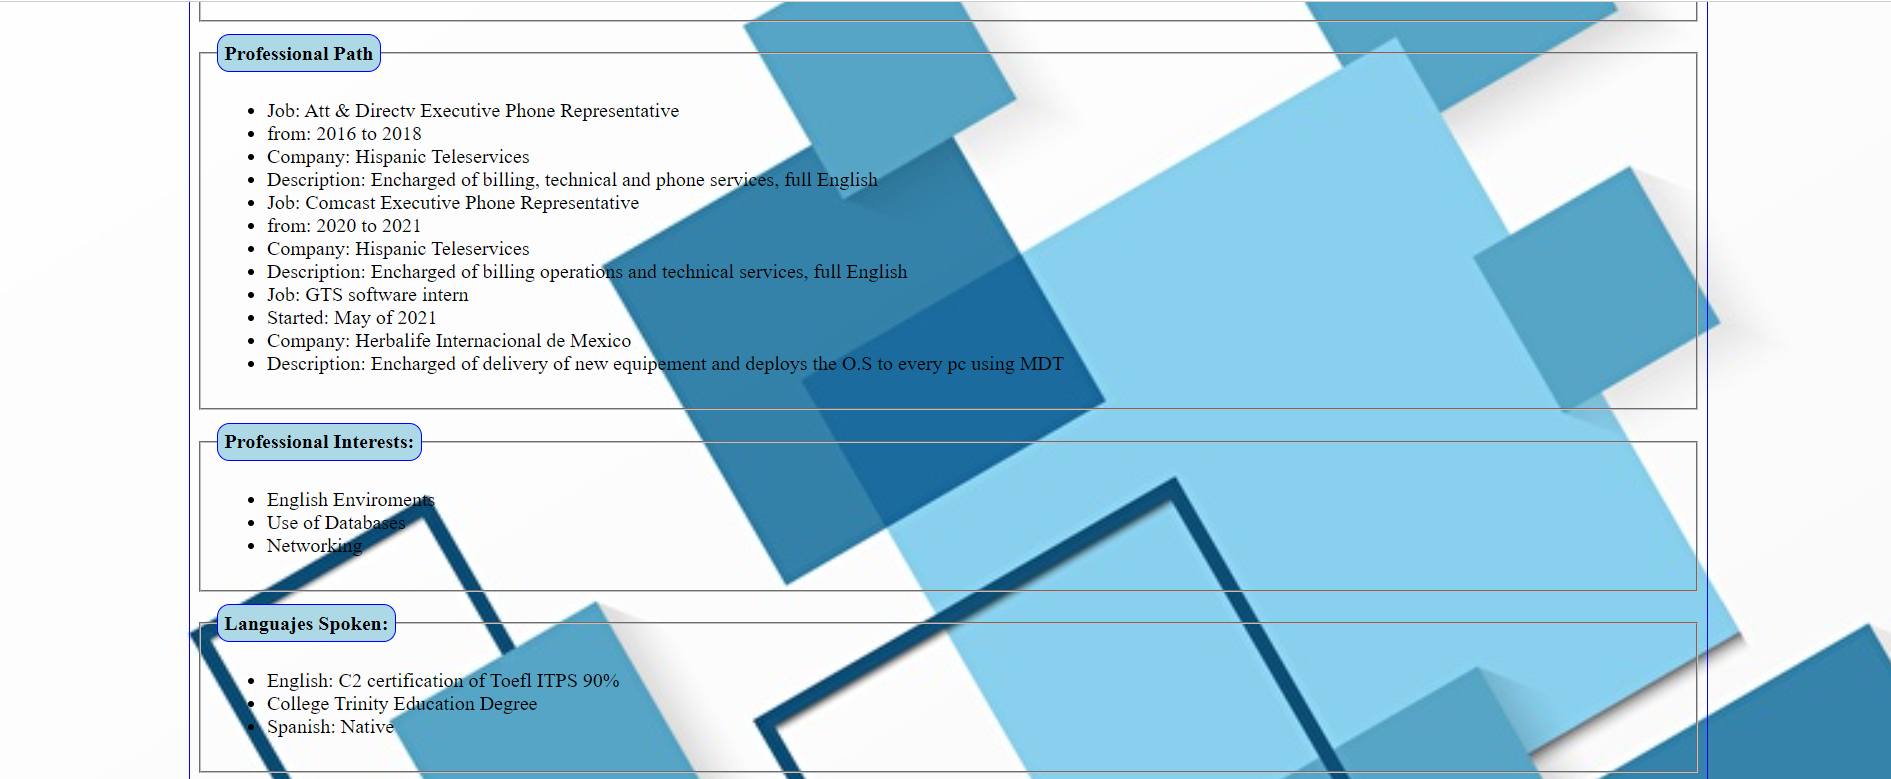 Professional Path
Job: Att & Directv Executive Phone Representative
from: 2016 to 2018
Company: Hispanic Teleservices
Description: Encharged of billing, technical and phone services, full English
Job: Comcast Executive Phone Representative
from: 2020 to 2021
Company: Hispanic Teleservices
Description: Encharged of billing operations and technical services, full English
Job: GTS software intern
Started: May of 2021
Company: Herbalife Internacional de Mexico
Description: Encharged of delivery of new equipement and deploys the O.S to every pc using MDT
Professional Interests:
English Enviroments
Use of Databases
Networking
Languajes Spoken:
English: C2 certification of Toefl ITPS 90%
College Trinity Education Degree
Spanish: Native